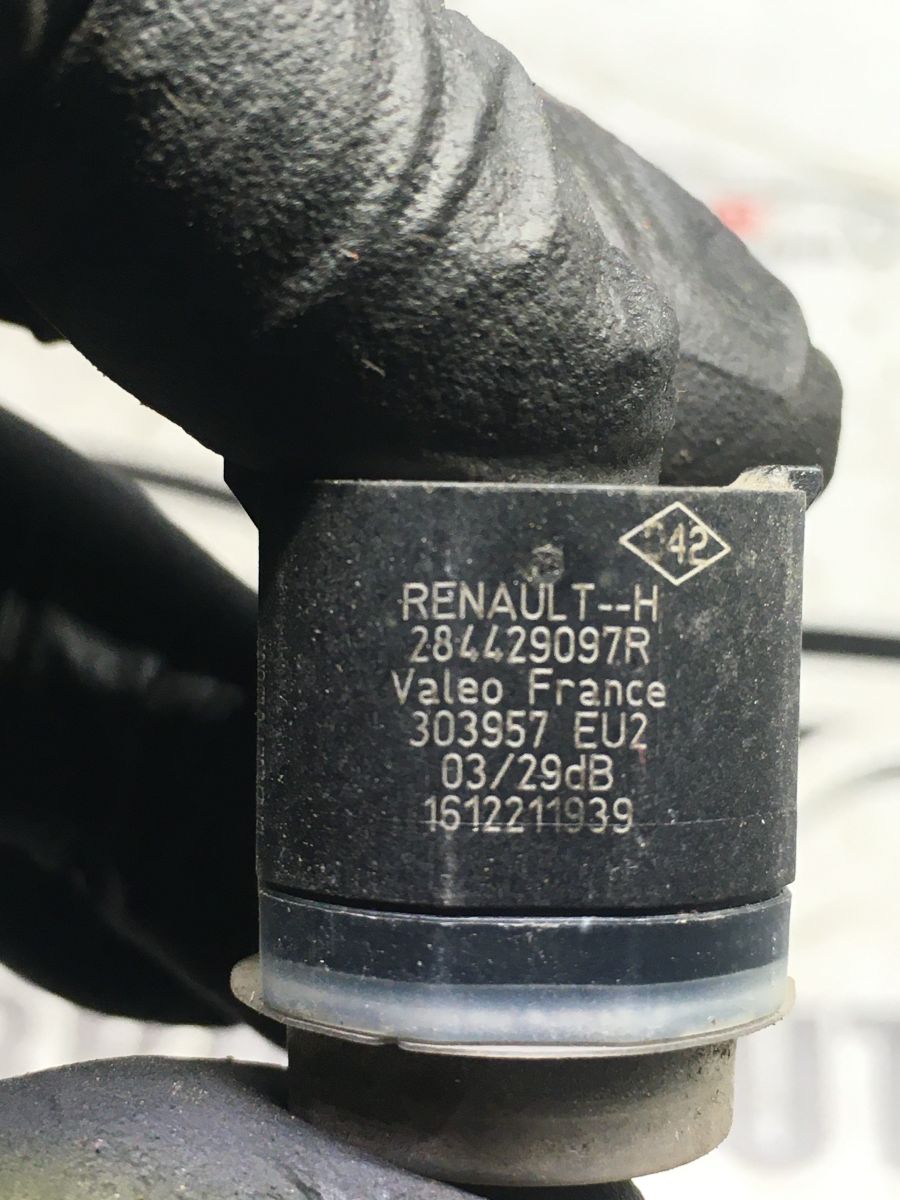 42
RENAULT--H
284429097R
Valeo France
303957 EU2
03/29dB
1612211939